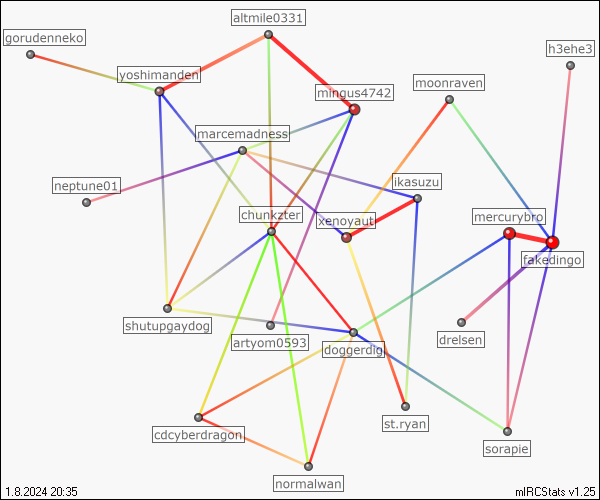 altmile0331
gorudenneko
h3ehe3
yoshimanden
moonraven
mingus4742
marcemadness
neptune01
ikasuzu
chunkzter
xenoyaut
mercurybro
fakedingo
shutupgaydog
artyom0593
drelsen
doggerdig
st.ryan
cdcyberdragon
sorapie
normalwan
1.8.2024 20:35
mIRCStats v1.25